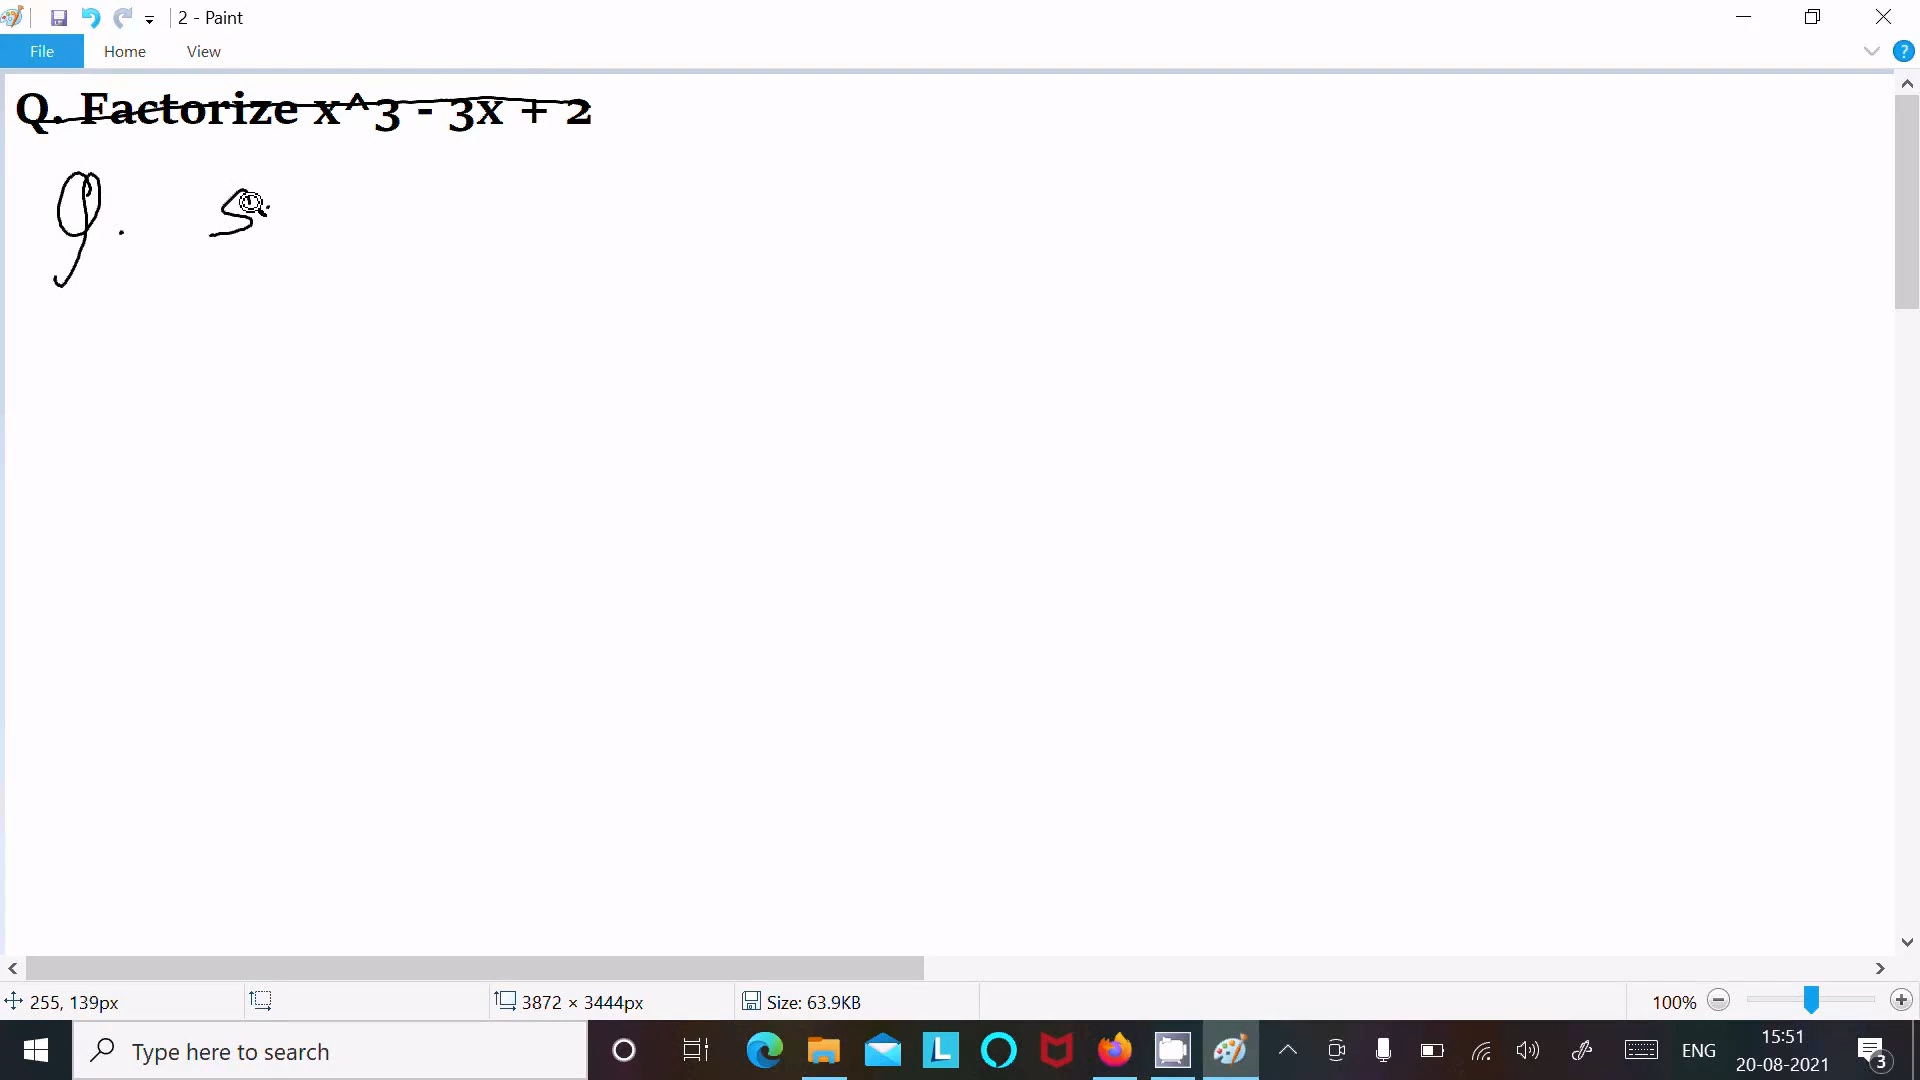 2 - Paint
File Home View
Q. Factorize x^3 - 3x + 2
Q. S
255, 139px 3872 × 3444px Size: 63.9KB 100%
Type here to search L ENG 15:51
20-08-2021 3